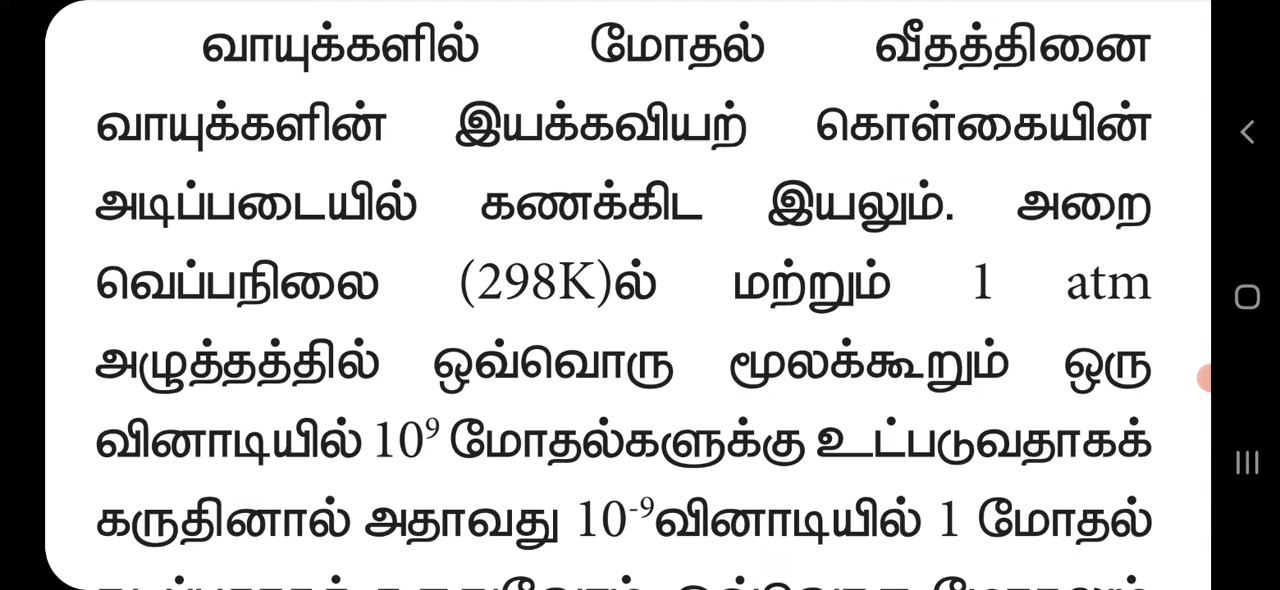 வாயுக்களில் மோதல் வீதத்தினை
வாயுக்களின் இயக்கவியற் கொள்கையின்
அடிப்படையில் கணக்கிட இயலும். அறை
வெப்பநிலை (298K)ல் மற்றும் 1 atm
அழுத்தத்தில் ஒவ்வொரு மூலக்கூறும் ஒரு
வினாடியில் 10⁹ மோதல்களுக்கு உட்படுவதாகக்
கருதினால் அதாவது 10⁻⁹வினாடியில் 1 மோதல்